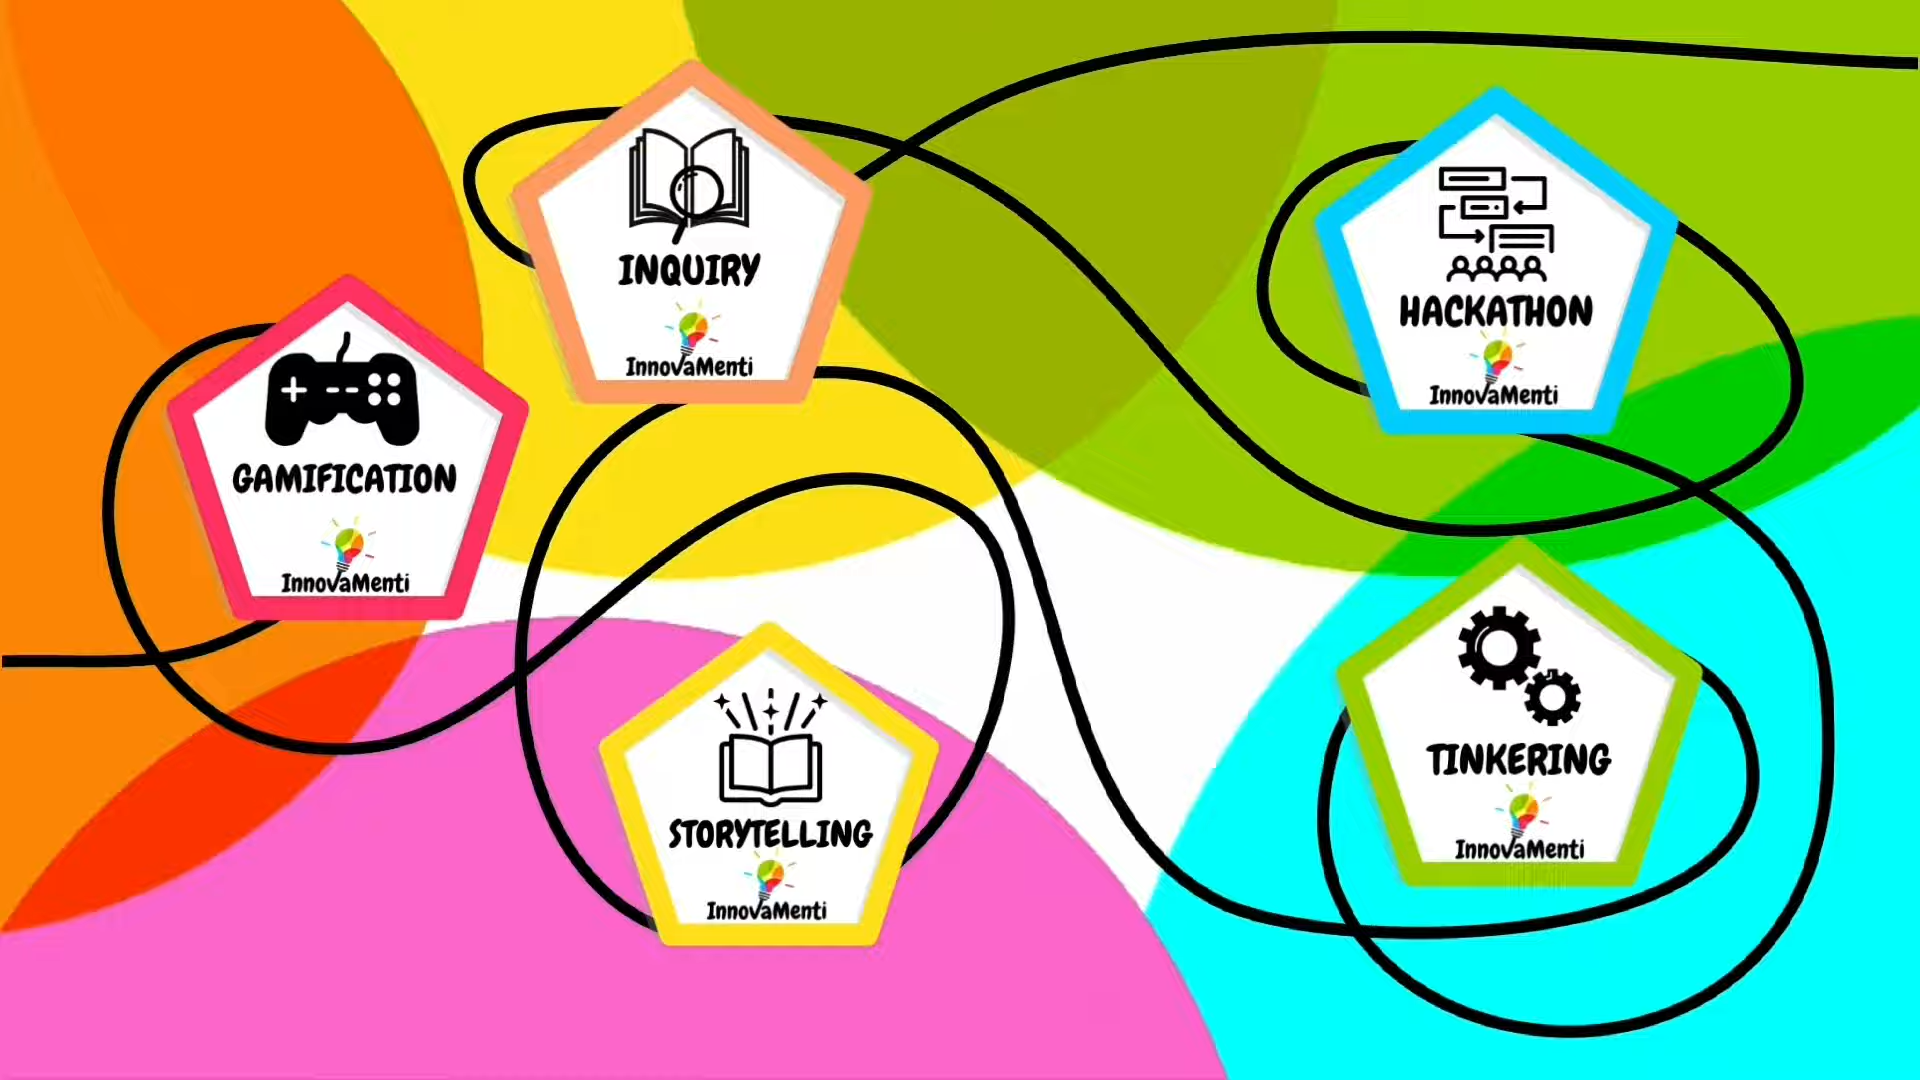 INQUIRY
InnovaMenti
HACKATHON
InnovaMenti
GAMIFICATION
InnovaMenti
STORYTELLING
InnovaMenti
TINKERING
InnovaMenti